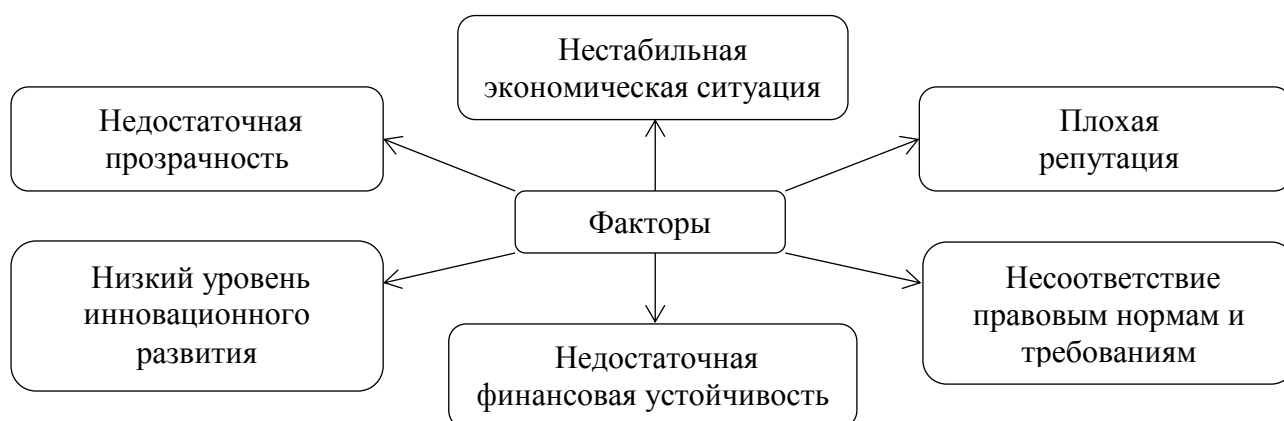 Нестабильная
экономическая ситуация
Недостаточная
прозрачность
Плохая
репутация
Факторы
Низкий уровень
инновационного
развития
Несоответствие
правовым нормам и
требованиям
Недостаточная
финансовая устойчивость